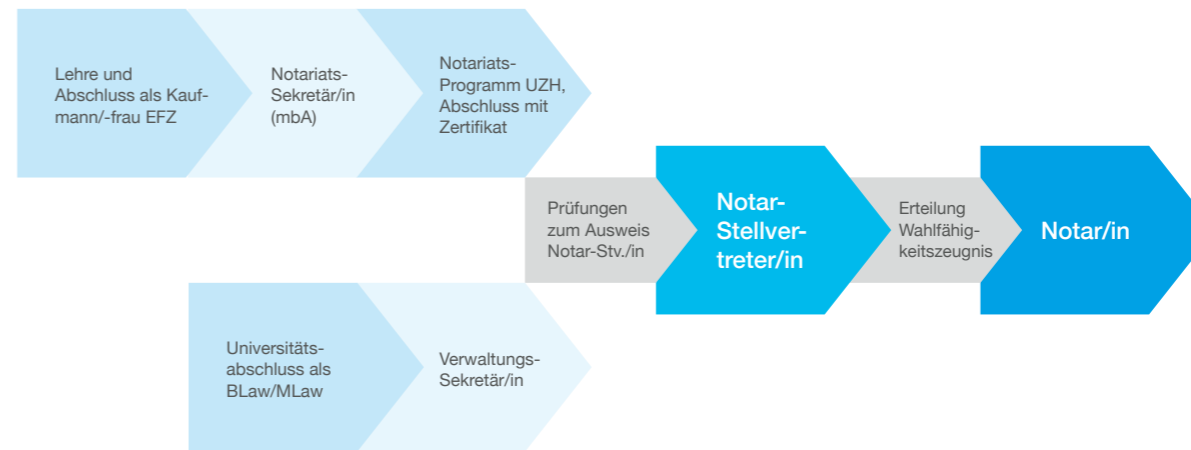 Lehre und
Abschluss als Kauf-
mann/-frau EFZ
Notariats-
Sekretär/in
(mbA)
Notariats-
Programm UZH,
Abschluss mit
Zertifikat
Prüfungen
zum Ausweis
Notar-Stv./in
Notar-
Stellver-
treter/in
Erteilung
Wahlfähig-
keitszeugnis
Notar/in
Universitäts-
abschluss als
BLaw/MLaw
Verwaltungs-
Sekretär/in